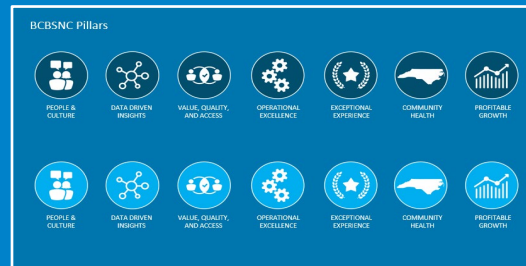 BCBSNC Pillars
PEOPLE &
CULTURE
DATA DRIVEN
INSIGHTS
VALUE, QUALITY,
AND ACCESS
OPERATIONAL
EXCELLENCE
EXCEPTIONAL
EXPERIENCE
COMMUNITY
HEALTH
PROFITABLE
GROWTH
PEOPLE &
CULTURE
DATA DRIVEN
INSIGHTS
VALUE, QUALITY,
AND ACCESS
OPERATIONAL
EXCELLENCE
EXCEPTIONAL
EXPERIENCE
COMMUNITY
HEALTH
PROFITABLE
GROWTH